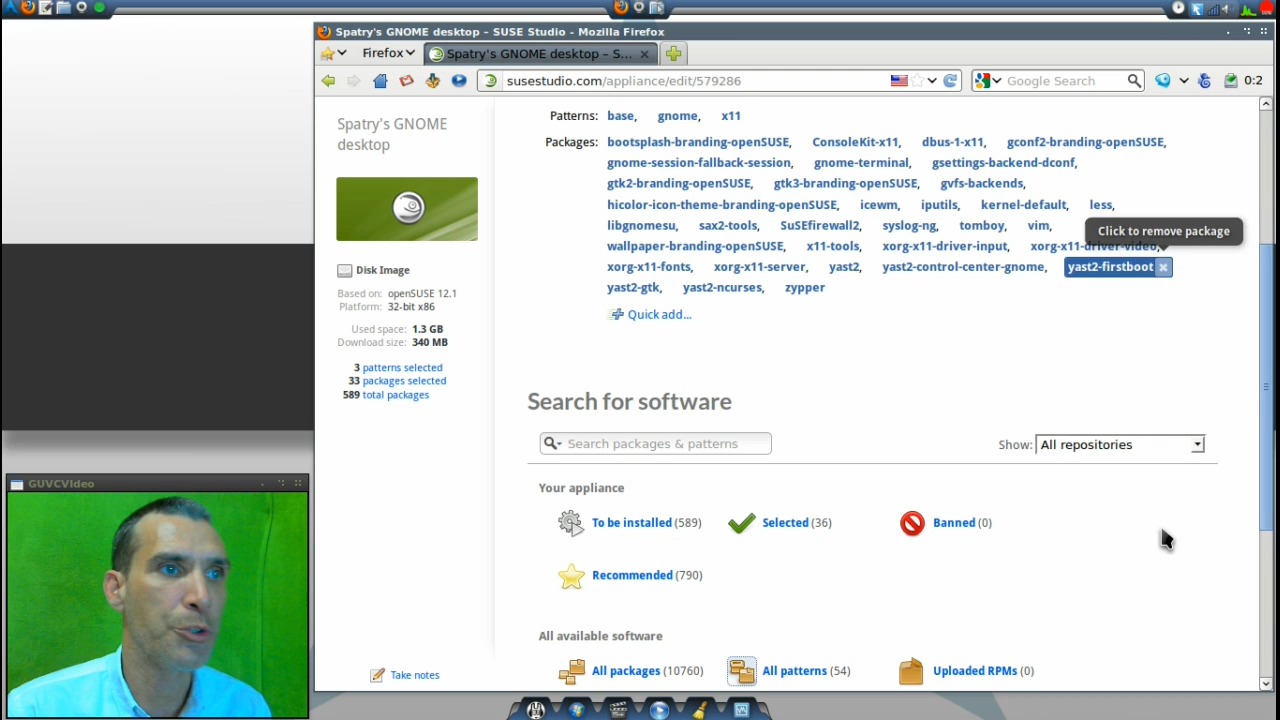 Spatry's GNOME desktop – SUSE Studio - Mozilla Firefox
Firefox
Spatry's GNOME desktop – S...
susestudio.com/appliance/edit/579286
Google Search
0:2
Spatry's GNOME
desktop
Disk Image
Based on: openSUSE 12.1
Platform: 32-bit x86
Used space: 1.3 GB
Download size: 340 MB
3 patterns selected
33 packages selected
589 total packages
Take notes
Patterns: base, gnome, x11
Packages: bootsplash-branding-openSUSE, ConsoleKit-x11, dbus-1-x11, gconf2-branding-openSUSE,
gnome-session-fallback-session, gnome-terminal, gsettings-backend-dconf,
gtk2-branding-openSUSE, gtk3-branding-openSUSE, gvfs-backends,
hicolor-icon-theme-branding-openSUSE, icewm, iputils, kernel-default, less,
libgnomesu, sax2-tools, SuSEfirewall2, syslog-ng, tomboy, vim,
Click to remove package
wallpaper-branding-openSUSE, x11-tools, xorg-x11-driver-input, xorg-x11-driver-video,
xorg-x11-fonts, xorg-x11-server, yast2, yast2-control-center-gnome, yast2-firstboot
yast2-gtk, yast2-ncurses, zypper
Quick add...
Search for software
Search packages & patterns
Show: All repositories
Your appliance
To be installed (589)
Selected (36)
Banned (0)
Recommended (790)
All available software
All packages (10760)
All patterns (54)
Uploaded RPMs (0)
GUVCVideo